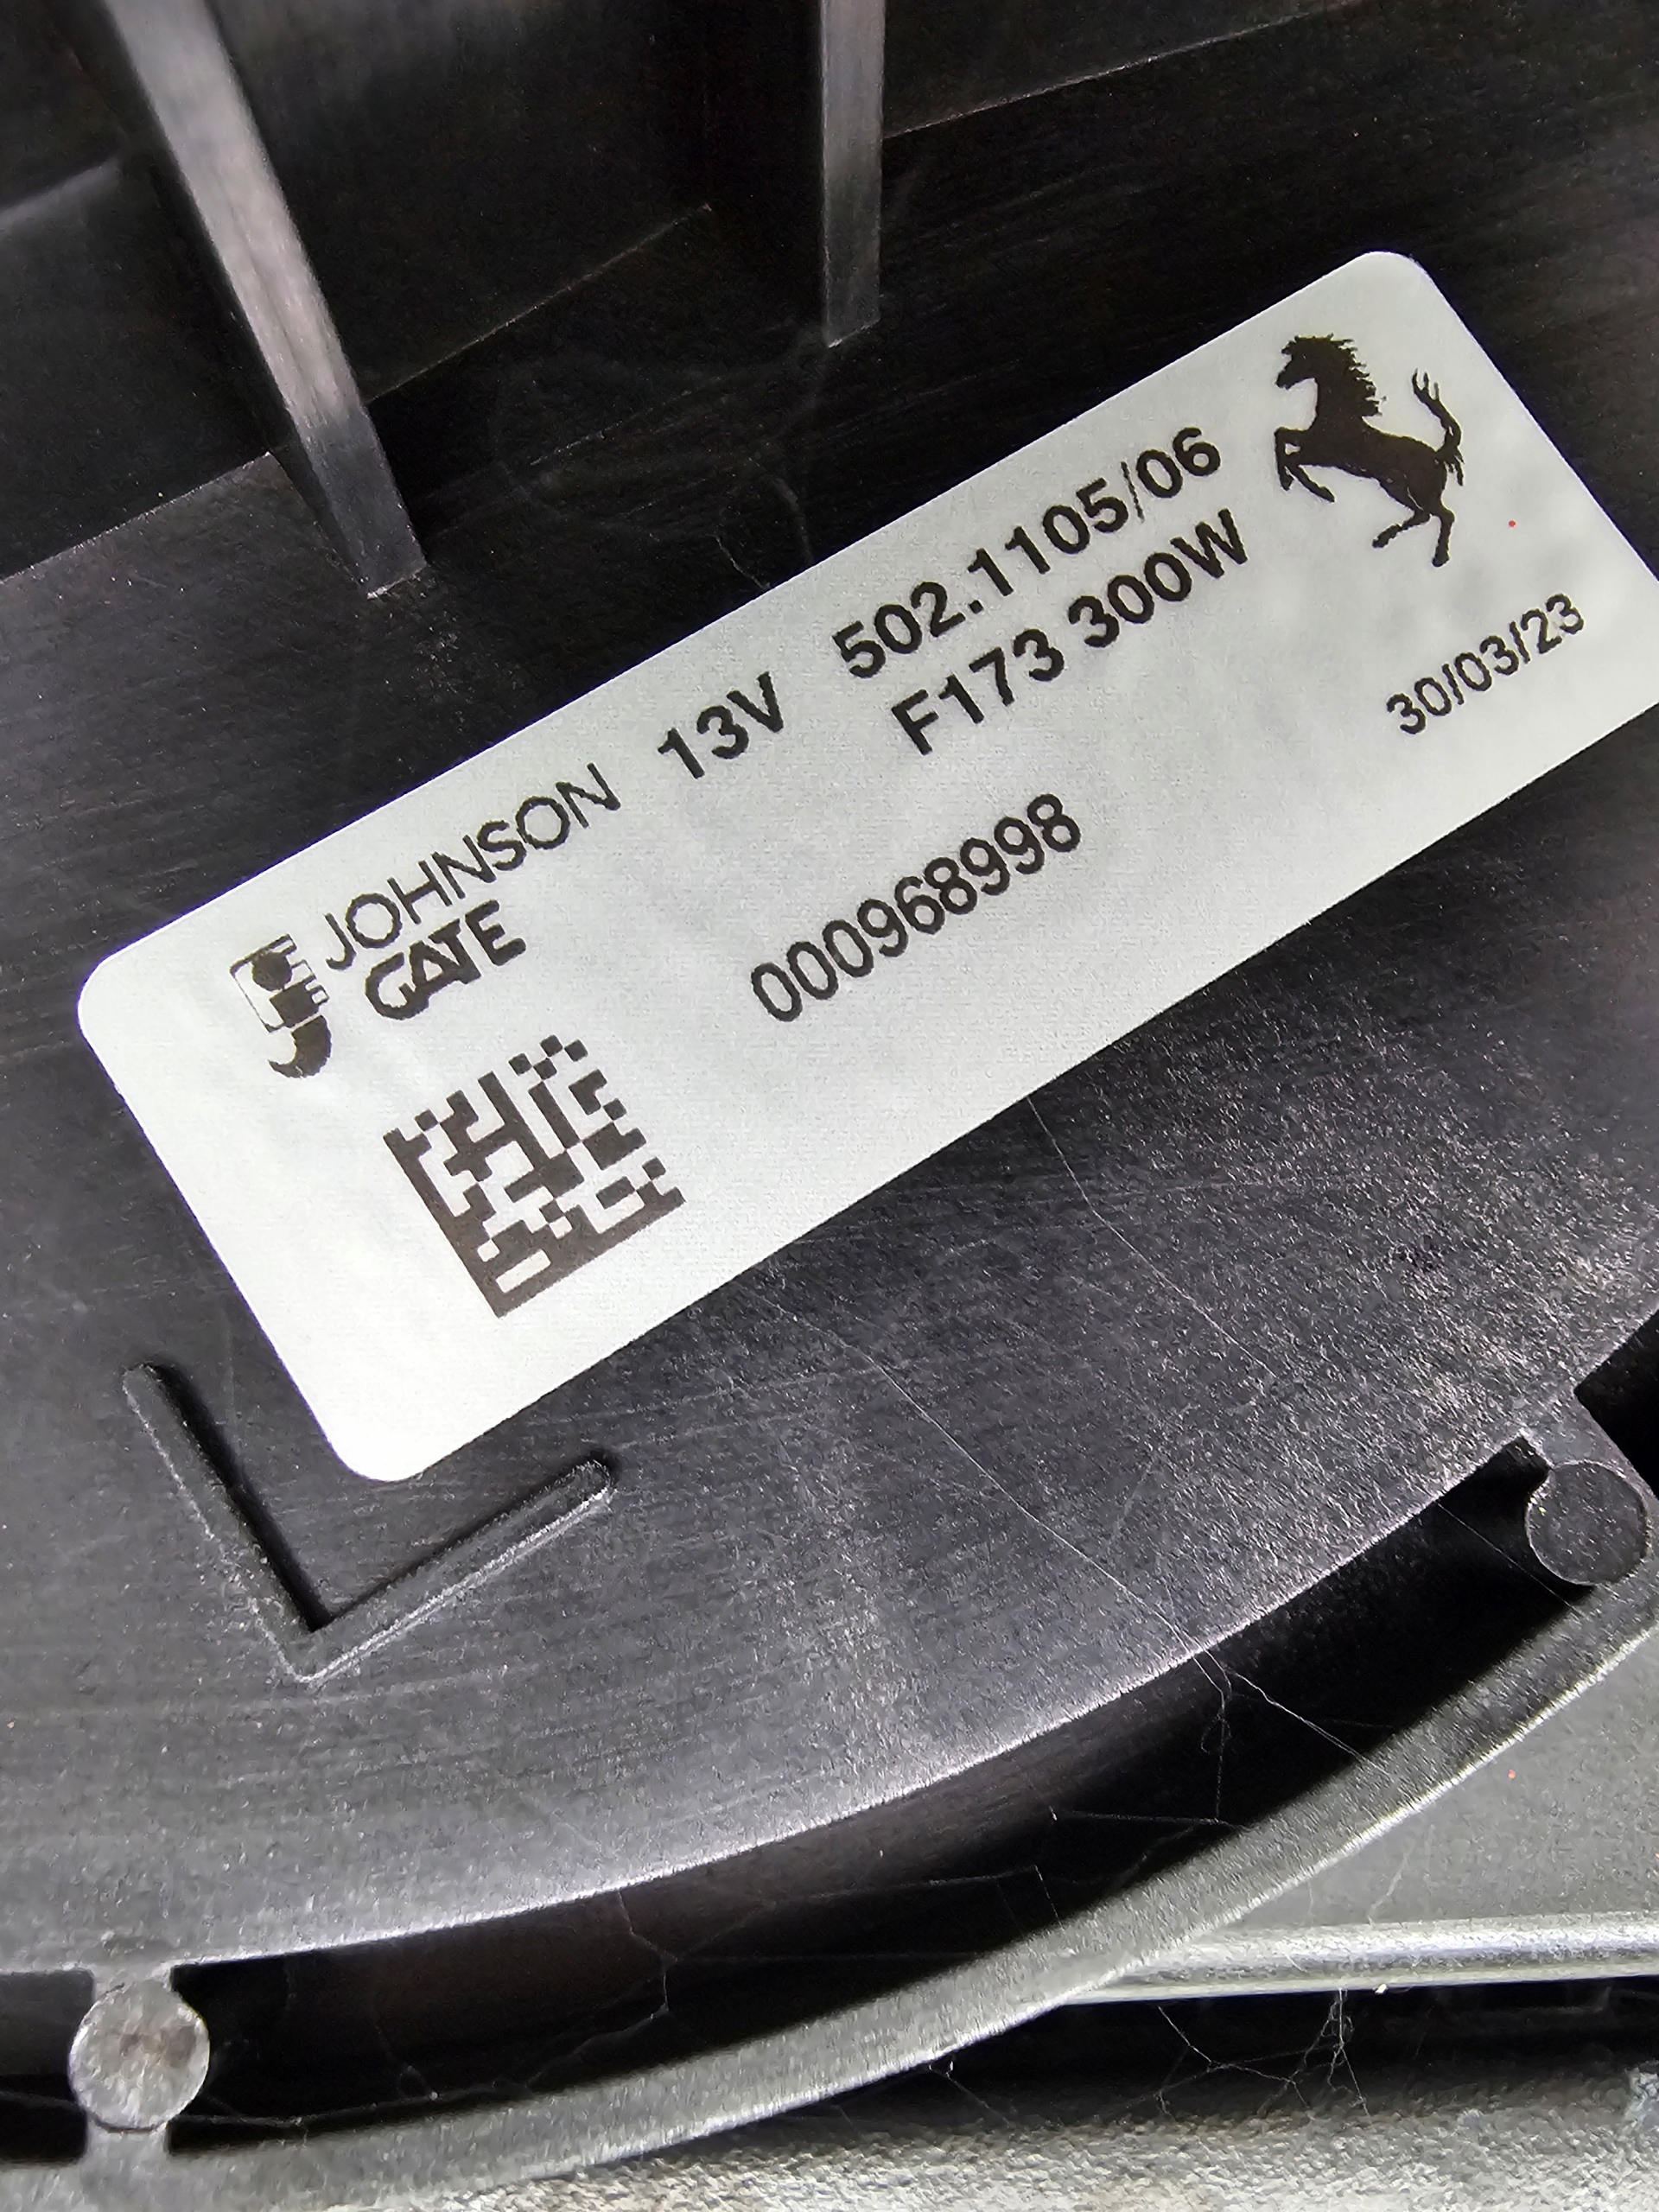 JOHNSON 13V 502.1105/06
GATE F173 300W
000968998 30/03/23
L